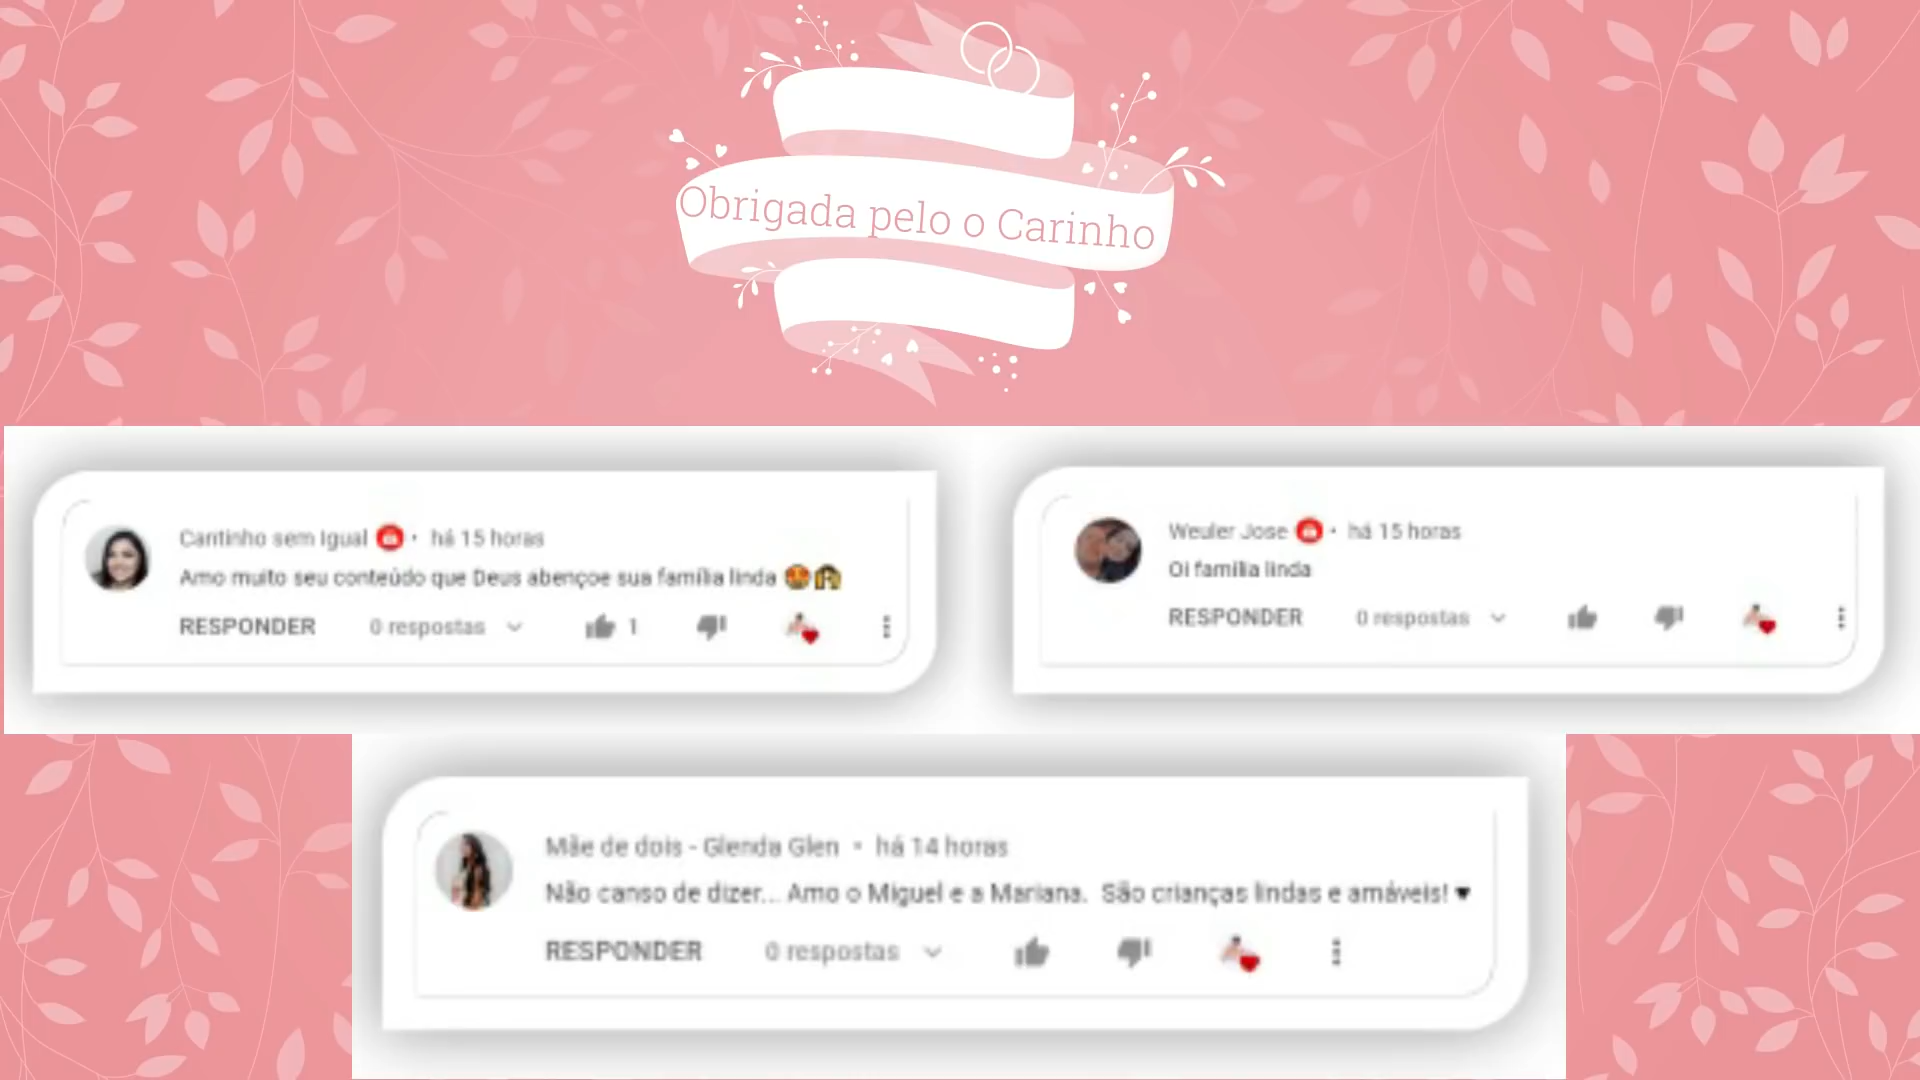 Obrigada pelo o Carinho
Cantinho sem Igual • há 15 horas
Amo muito seu conteúdo que Deus abençoe sua família linda 🤩🙀
RESPONDER 0 respostas 1
Weuler Jose • há 15 horas
Oi família linda
RESPONDER 0 respostas
Mãe de dois - Glenda Glen • há 14 horas
Não canso de dizer... Amo o Miguel e a Mariana. São crianças lindas e amáveis! ♥
RESPONDER 0 respostas